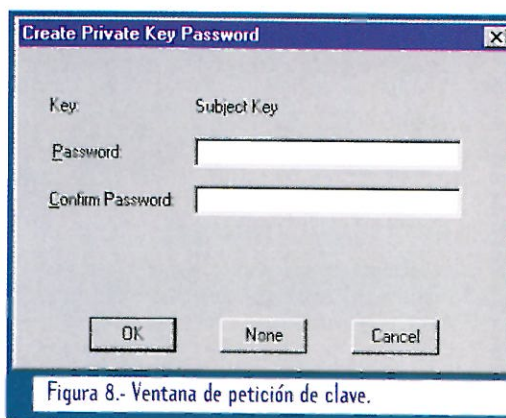 Create Private Key Password
Key: Subject Key
Password:
Confirm Password:
OK None Cancel
Figura 8.- Ventana de petición de clave.